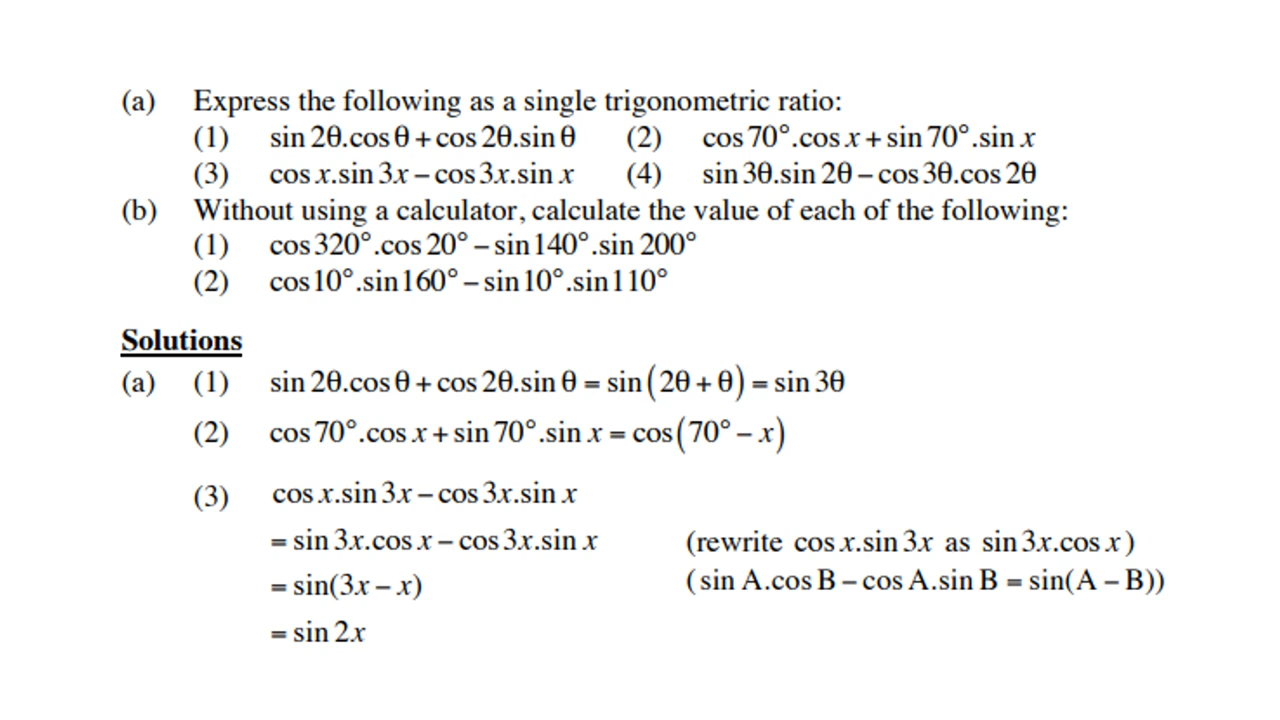 (a) Express the following as a single trigonometric ratio:
(1) sin 2θ.cos θ + cos 2θ.sin θ (2) cos 70°.cos x + sin 70°.sin x
(3) cos x.sin 3x – cos 3x.sin x (4) sin 3θ.sin 2θ – cos 3θ.cos 2θ
(b) Without using a calculator, calculate the value of each of the following:
(1) cos 320°.cos 20° – sin 140°.sin 200°
(2) cos 10°.sin 160° – sin 10°.sin 110°
Solutions
(a) (1) sin 2θ.cos θ + cos 2θ.sin θ = sin(2θ + θ) = sin 3θ
(2) cos 70°.cos x + sin 70°.sin x = cos(70° – x)
(3) cos x.sin 3x – cos 3x.sin x
= sin 3x.cos x – cos 3x.sin x (rewrite cos x.sin 3x as sin 3x.cos x)
= sin(3x – x) (sin A.cos B – cos A.sin B = sin(A – B))
= sin 2x